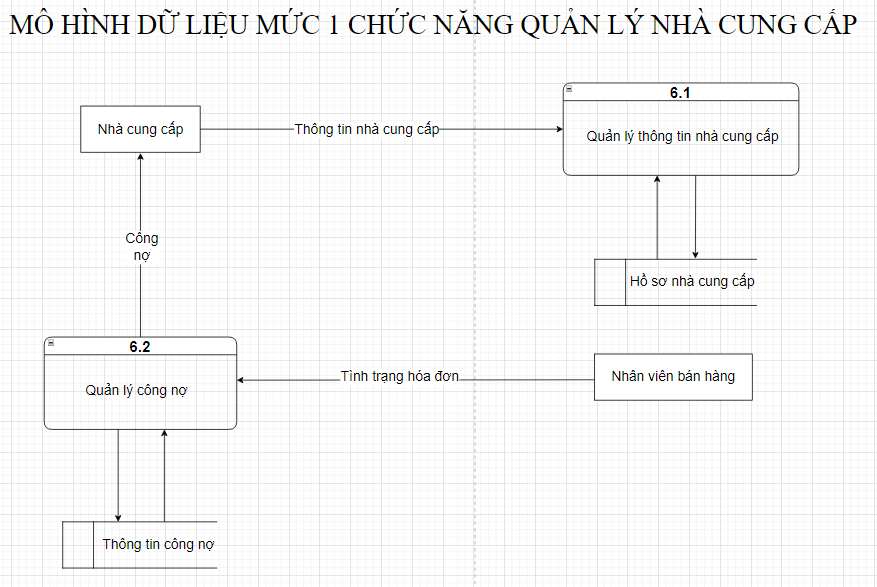 MÔ HÌNH DỮ LIỆU MỨC 1 CHỨC NĂNG QUẢN LÝ NHÀ CUNG CẤP
6.1
Nhà cung cấp
Thông tin nhà cung cấp
Quản lý thông tin nhà cung cấp
Công
nợ
Hồ sơ nhà cung cấp
6.2
Quản lý công nợ
Tình trạng hóa đơn
Nhân viên bán hàng
Thông tin công nợ